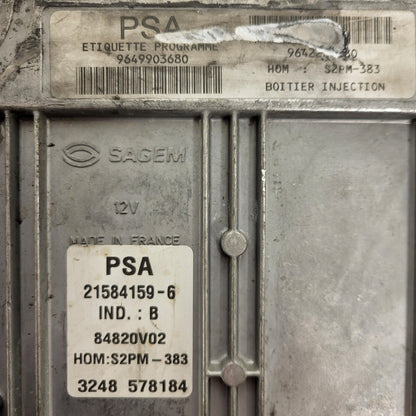 PSA
ETIQUETTE PROGRAMME
9649903680
HOM : S2PM-383
BOITIER INJECTION
SAGEM
12V
MADE IN FRANCE
PSA
21584159-6
IND. : B
84820V02
HOM:S2PM-383
3248 578184